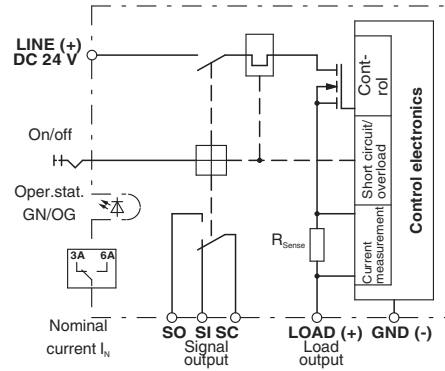 LINE (+)
DC 24 V
On/off
Oper.stat.
GN/OG
3A 6A
Nominal
current IN
SO SI SC
Signal
output
RSense
LOAD (+)
Load
output
GND (-)
Cont-
rol
Short circuit/
overload
Current
measurement
Control electronics